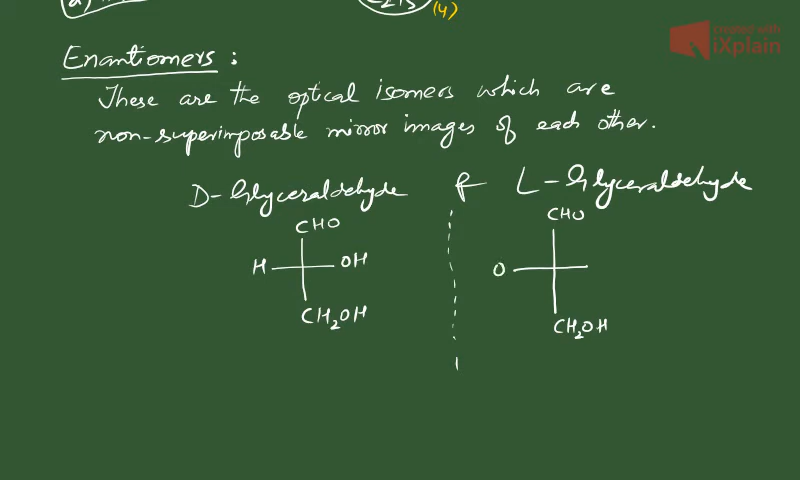 (4)
created with
iXplain
Enantiomers :
These are the optical isomers which are
non-superimposable mirror images of each other.
D-Glyceraldehyde & L-Glyceraldehyde
CHO CHO
H OH O
CH₂OH CH₂OH